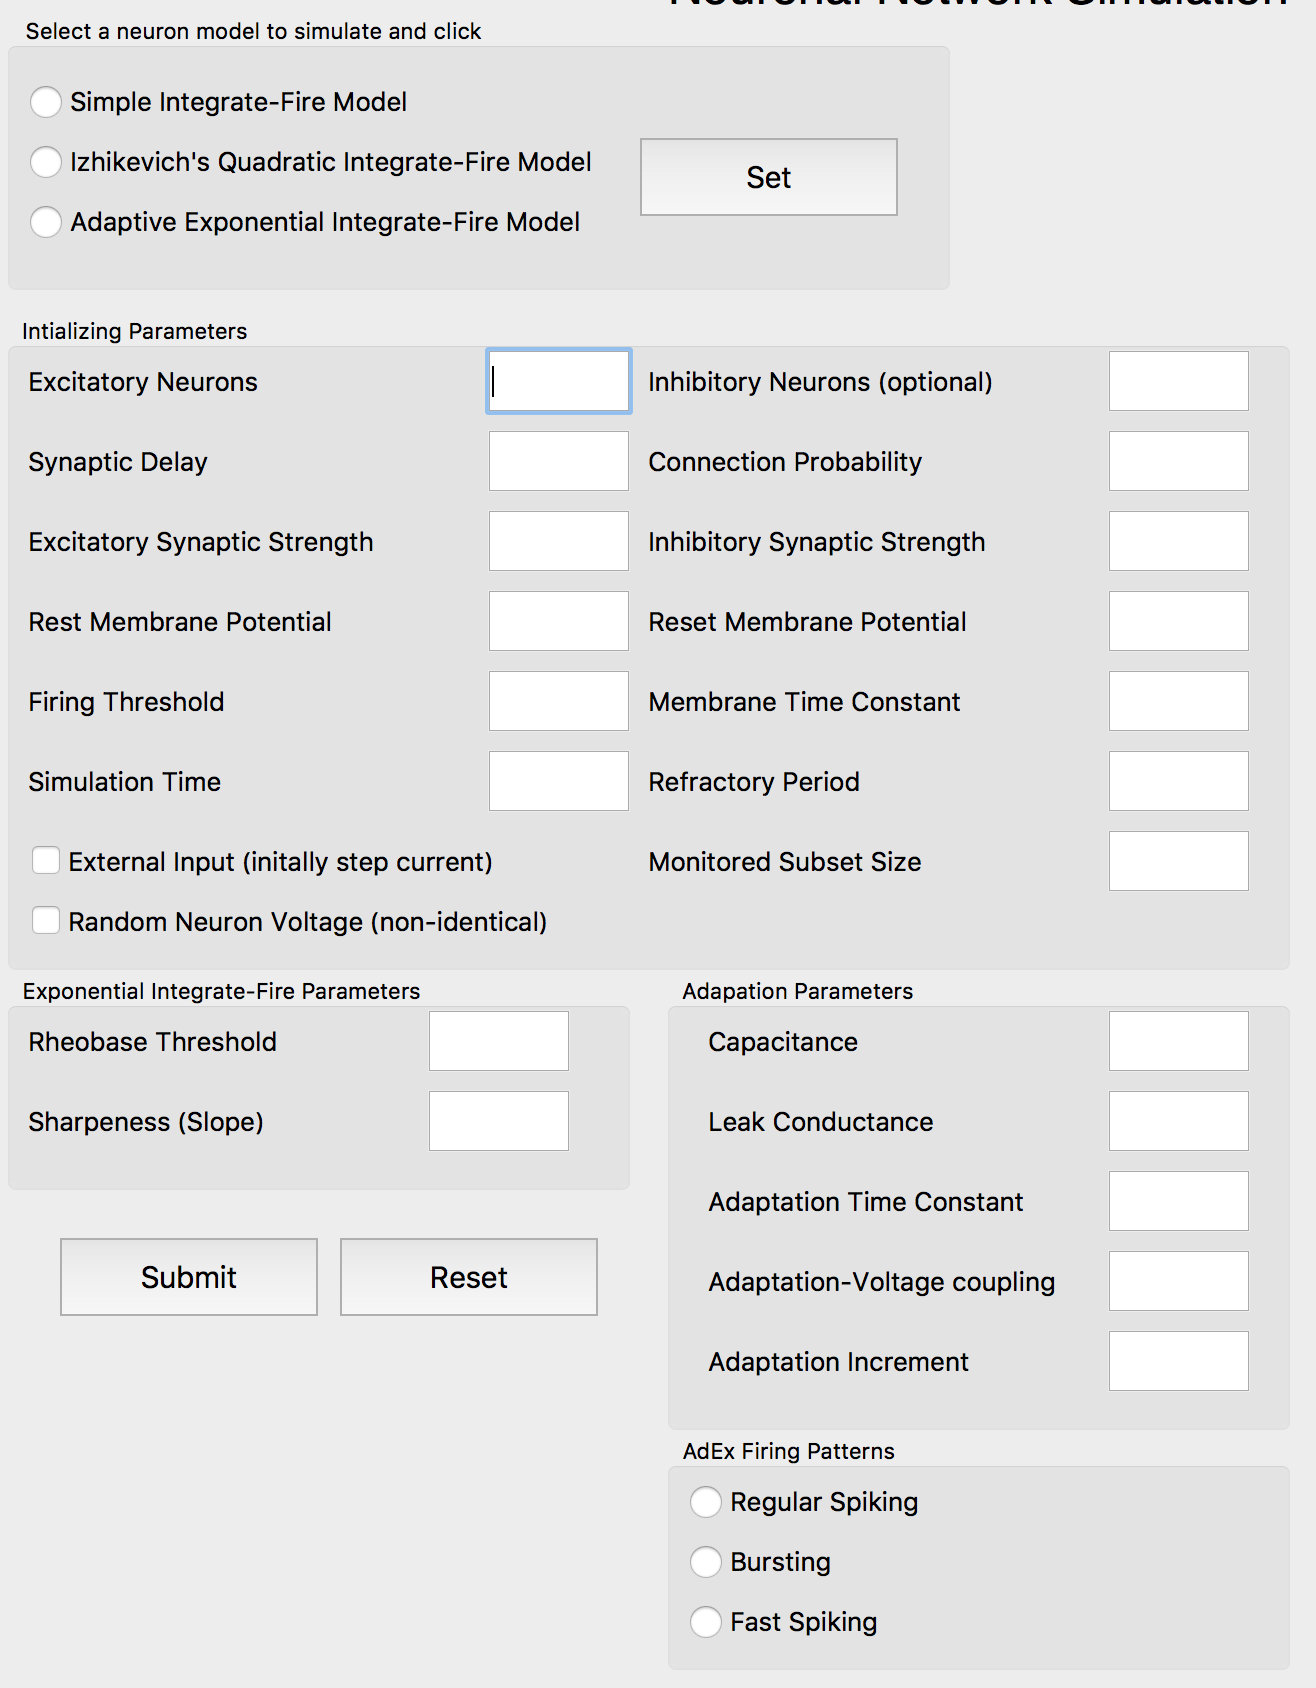 Neuronal Network Simulation
Select a neuron model to simulate and click
Simple Integrate-Fire Model
Izhikevich's Quadratic Integrate-Fire Model
Set
Adaptive Exponential Integrate-Fire Model
Intializing Parameters
Excitatory Neurons
Inhibitory Neurons (optional)
Synaptic Delay
Connection Probability
Excitatory Synaptic Strength
Inhibitory Synaptic Strength
Rest Membrane Potential
Reset Membrane Potential
Firing Threshold
Membrane Time Constant
Simulation Time
Refractory Period
External Input (initally step current)
Monitored Subset Size
Random Neuron Voltage (non-identical)
Exponential Integrate-Fire Parameters
Rheobase Threshold
Sharpeness (Slope)
Submit
Reset
Adapation Parameters
Capacitance
Leak Conductance
Adaptation Time Constant
Adaptation-Voltage coupling
Adaptation Increment
AdEx Firing Patterns
Regular Spiking
Bursting
Fast Spiking